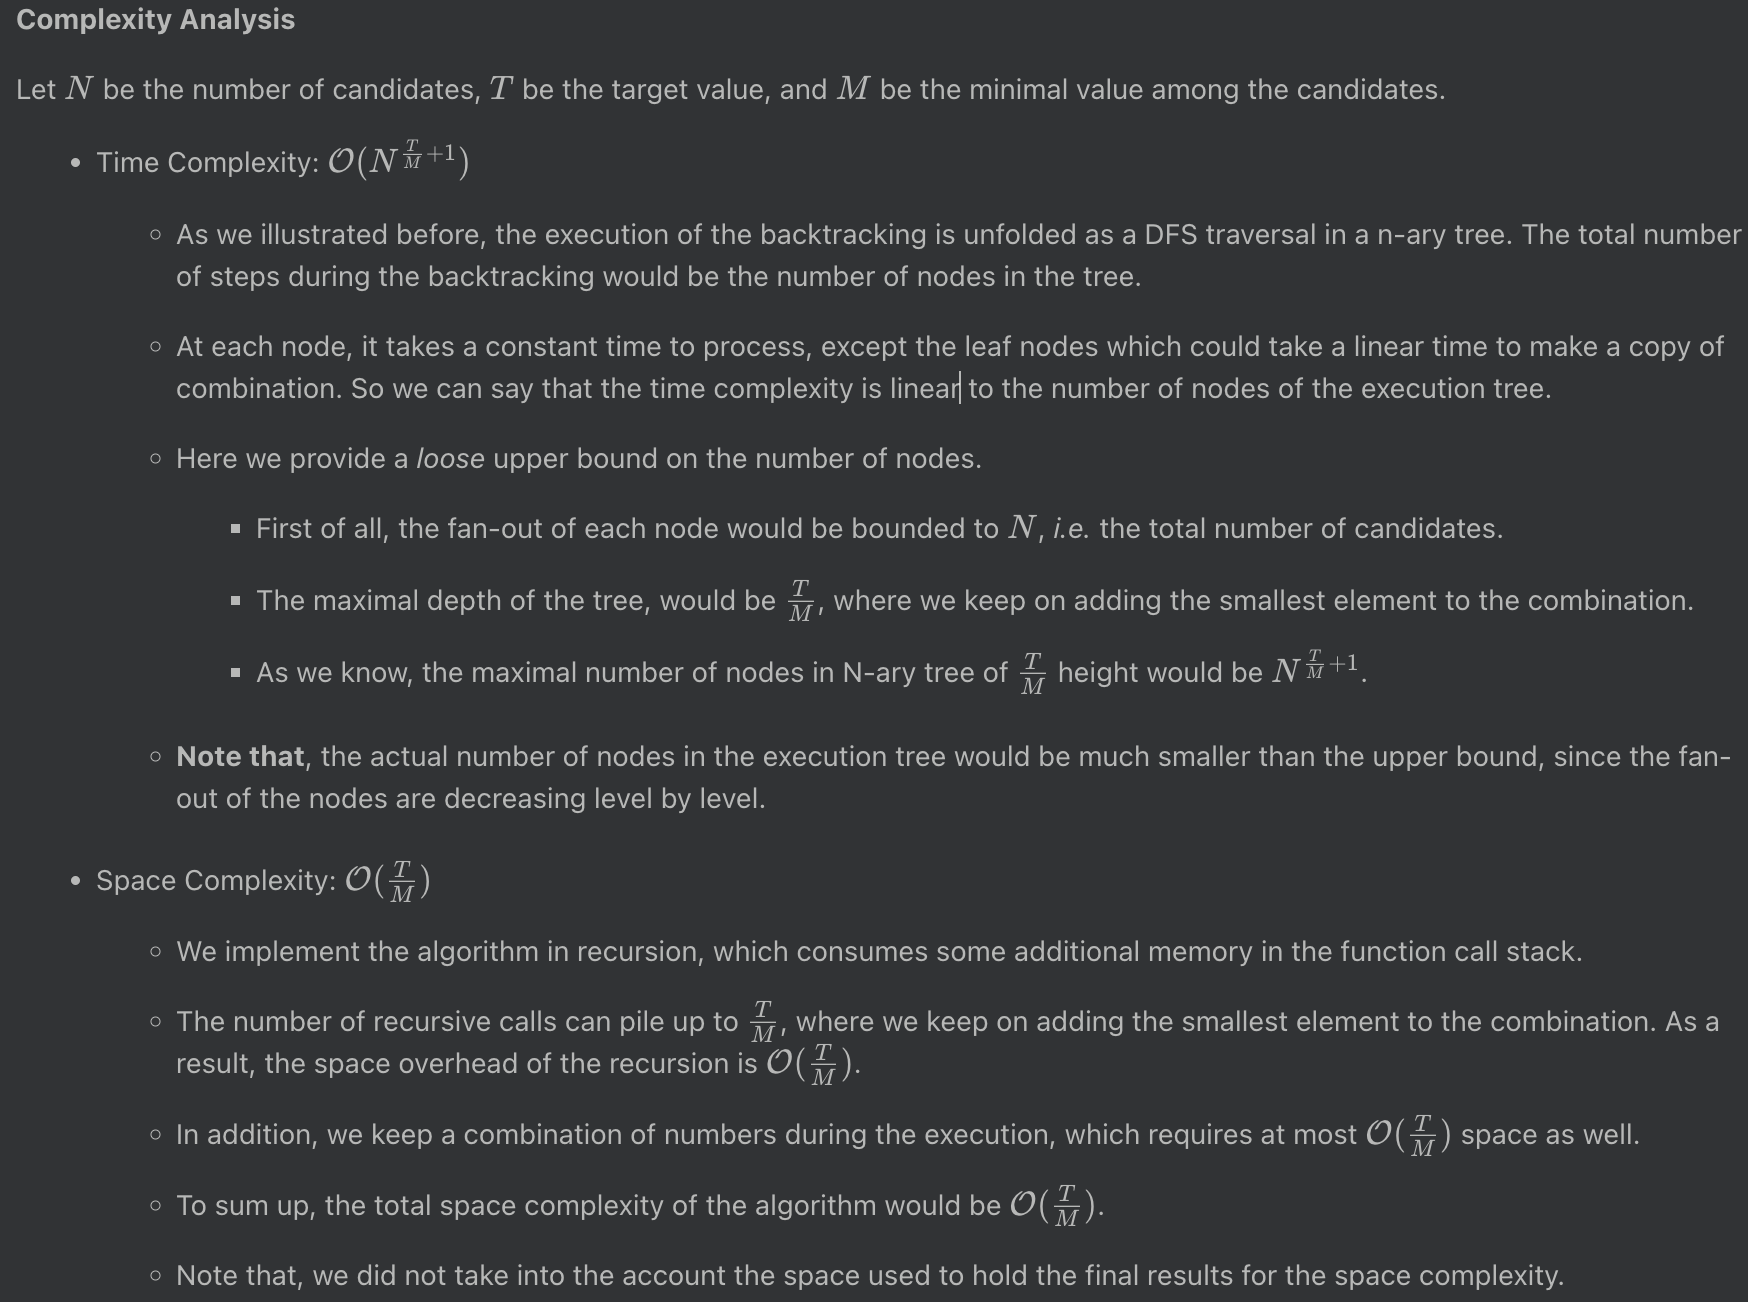 Complexity Analysis
Let N be the number of candidates, T be the target value, and M be the minimal value among the candidates.
• Time Complexity: $\mathcal{O}(N^{\frac{T}{M}+1})$
◦ As we illustrated before, the execution of the backtracking is unfolded as a DFS traversal in a n-ary tree. The total number
of steps during the backtracking would be the number of nodes in the tree.
◦ At each node, it takes a constant time to process, except the leaf nodes which could take a linear time to make a copy of
combination. So we can say that the time complexity is linear to the number of nodes of the execution tree.
◦ Here we provide a loose upper bound on the number of nodes.
▪ First of all, the fan-out of each node would be bounded to N, i.e. the total number of candidates.
▪ The maximal depth of the tree, would be $\frac{T}{M}$, where we keep on adding the smallest element to the combination.
▪ As we know, the maximal number of nodes in N-ary tree of $\frac{T}{M}$ height would be $N^{\frac{T}{M}+1}$.
◦ Note that, the actual number of nodes in the execution tree would be much smaller than the upper bound, since the fan-
out of the nodes are decreasing level by level.
• Space Complexity: $\mathcal{O}(\frac{T}{M})$
◦ We implement the algorithm in recursion, which consumes some additional memory in the function call stack.
◦ The number of recursive calls can pile up to $\frac{T}{M}$, where we keep on adding the smallest element to the combination. As a
result, the space overhead of the recursion is $\mathcal{O}(\frac{T}{M})$.
◦ In addition, we keep a combination of numbers during the execution, which requires at most $\mathcal{O}(\frac{T}{M})$ space as well.
◦ To sum up, the total space complexity of the algorithm would be $\mathcal{O}(\frac{T}{M})$.
◦ Note that, we did not take into the account the space used to hold the final results for the space complexity.